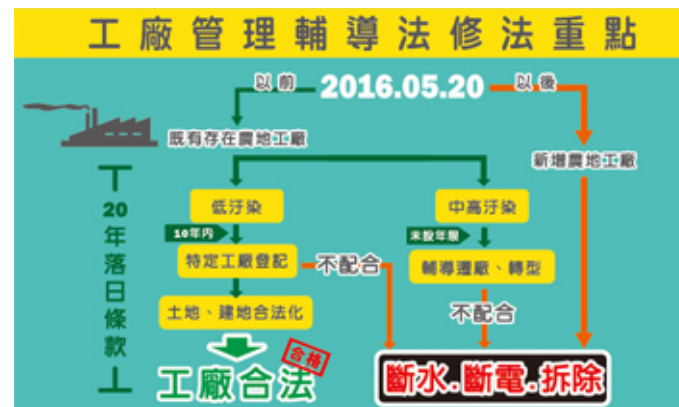 工廠管理輔導法修法重點
以前 2016.05.20 以後
既有存在農地工廠
新增農地工廠
20年落日條款
低汙染
中高汙染
10年內
未設年限
特定工廠登記
不配合
輔導遷廠、轉型
土地、建地合法化
不配合
合格
工廠合法
斷水.斷電.拆除